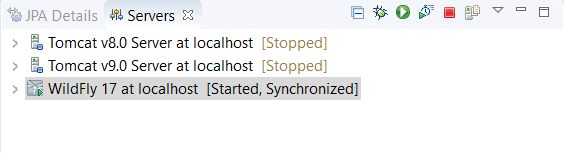 JPA Details Servers
Tomcat v8.0 Server at localhost [Stopped]
Tomcat v9.0 Server at localhost [Stopped]
WildFly 17 at localhost [Started, Synchronized]